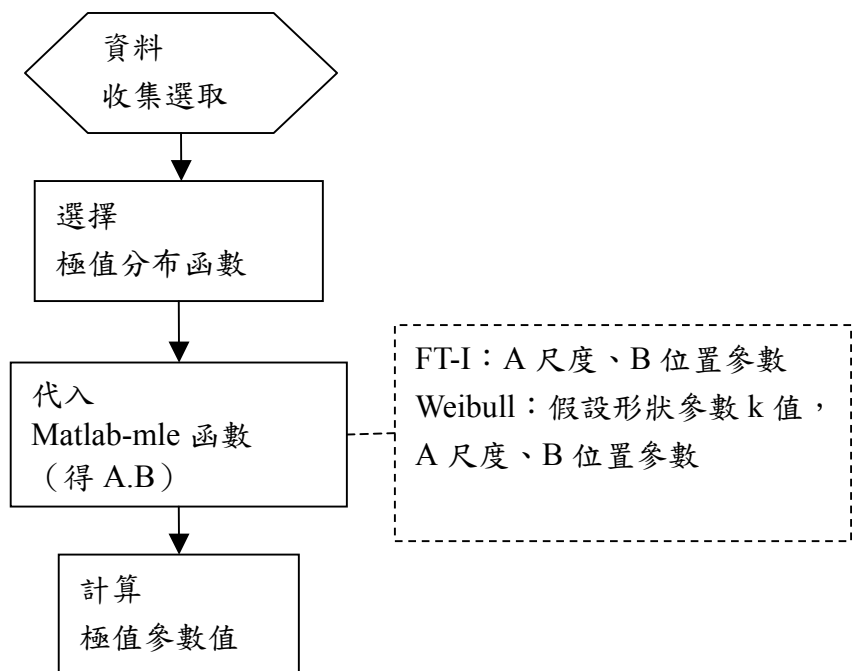 資料
收集選取
選擇
極值分布函數
代入
Matlab-mle 函數
（得 A.B）
FT-I：A 尺度、B 位置參數
Weibull：假設形狀參數 k 值，
A 尺度、B 位置參數
計算
極值參數值